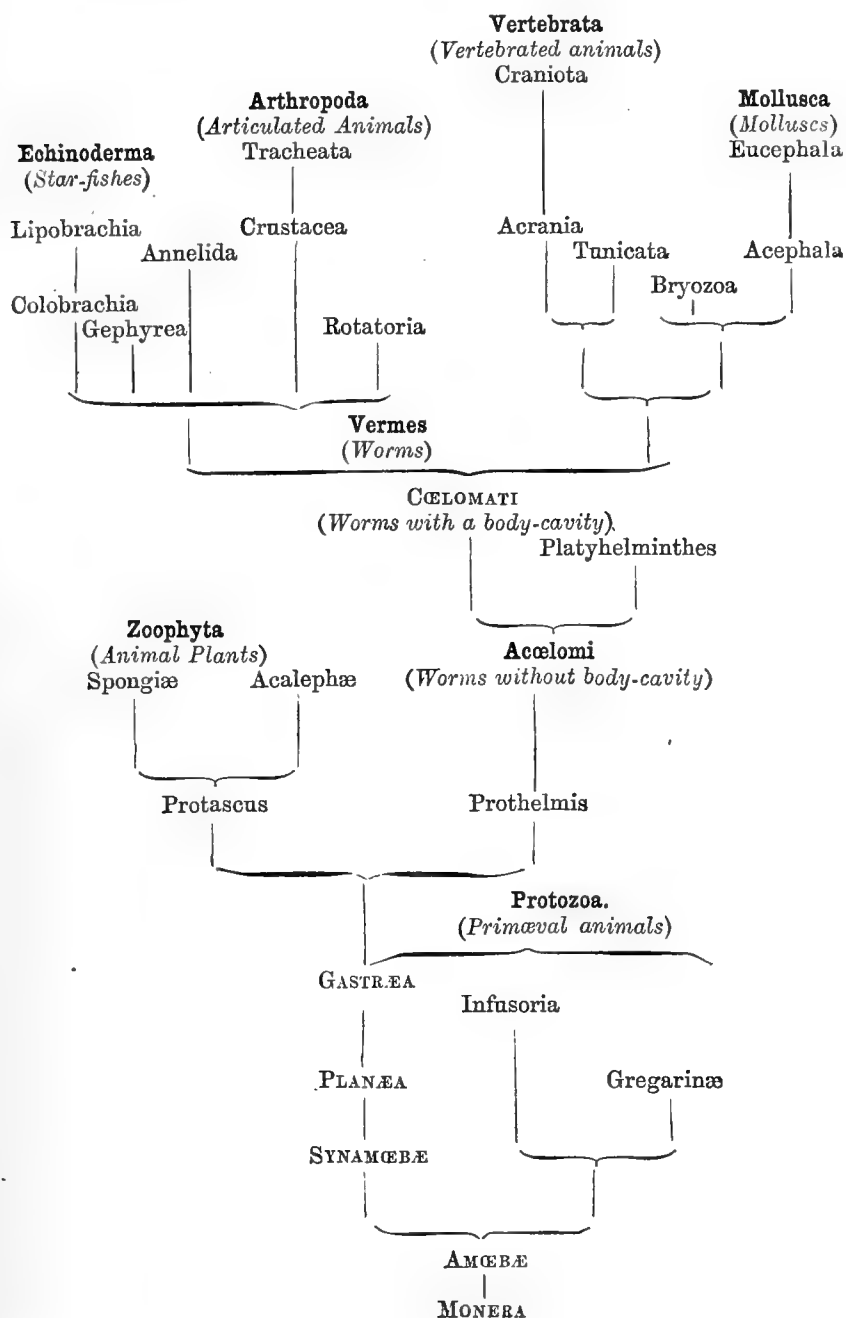 Vertebrata
(Vertebrated animals)
Craniota
Arthropoda
(Articulated Animals)
Tracheata
Mollusca
(Molluscs)
Eucephala
Echinoderma
(Star-fishes)
Lipobrachia
Annelida
Crustacea
Acrania
Tunicata
Acephala
Bryozoa
Colobrachia
Gephyrea
Rotatoria
Vermes
(Worms)
CŒLOMATI
(Worms with a body-cavity).
Platyhelminthes
Zoophyta
(Animal Plants)
Spongiæ Acalephæ
Acœlomi
(Worms without body-cavity)
Protascus
Prothelmis
Protozoa.
(Primæval animals)
GASTRÆA
Infusoria
PLANÆA
Gregarinæ
SYNAMŒBÆ
AMŒBÆ
MONERA